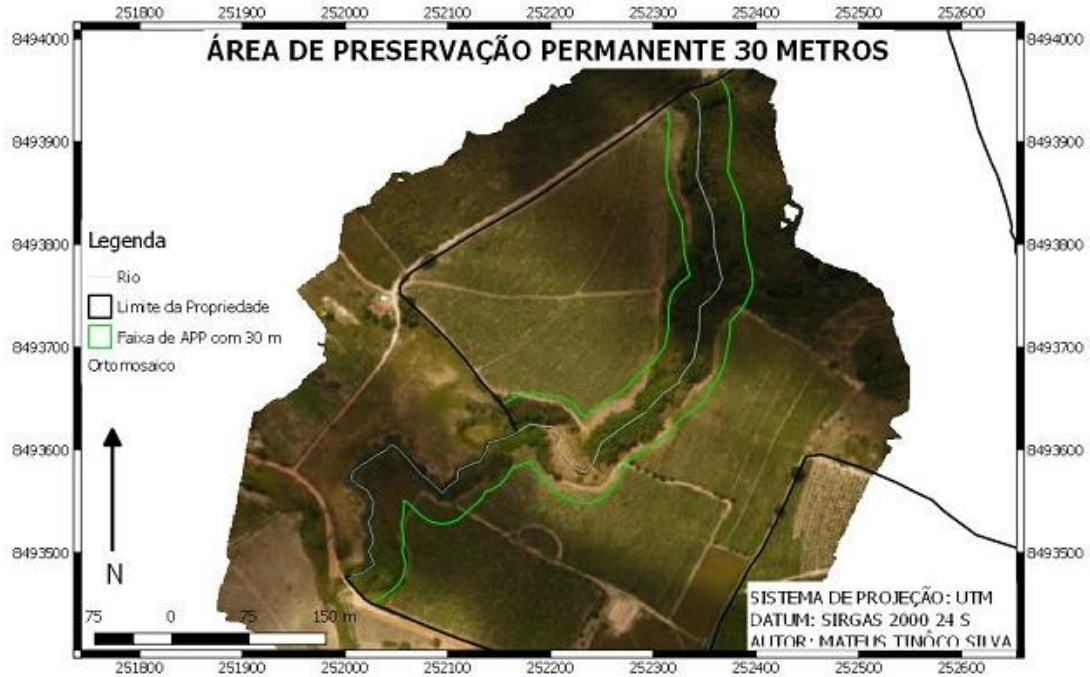 251800 251900 252000 252100 252200 252300 252400 252500 252600
8494000 8494000
ÁREA DE PRESERVAÇÃO PERMANENTE 30 METROS
8493900 8493900
8493800 8493800
Legenda
Rio
Limite da Propriedade
8493700 8493700
Faixa de APP com 30 m
Ortomosaico
8493600 8493600
8493500 8493500
N
75 0 75 150 m
SISTEMA DE PROJEÇÃO: UTM
DATUM: SIRGAS 2000 24 S
AUTOR: MATEUS TINÔCO SILVA
251800 251900 252000 252100 252200 252300 252400 252500 252600